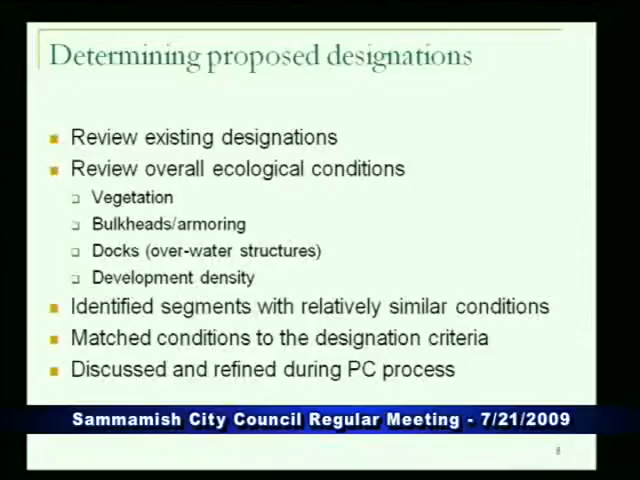 Determining proposed designations
Review existing designations
Review overall ecological conditions
Vegetation
Bulkheads/armoring
Docks (over-water structures)
Development density
Identified segments with relatively similar conditions
Matched conditions to the designation criteria
Discussed and refined during PC process
Sammamish City Council Regular Meeting - 7/21/2009
8